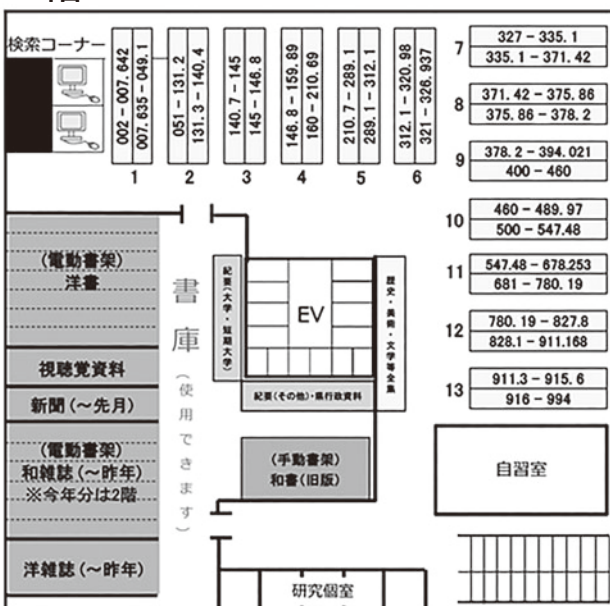 検索コーナー
002 - 007.642
007.635 - 049.1
1
051 - 131.2
131.3 - 140.4
2
140.7 - 145
145 - 146.8
3
146.8 - 159.89
160 - 210.69
4
210.7 - 289.1
289.1 - 312.1
5
312.1 - 320.98
321 - 326.937
6
7
327 - 335.1
335.1 - 371.42
8
371.42 - 375.86
375.86 - 378.2
9
378.2 - 394.021
400 - 460
10
460 - 489.97
500 - 547.48
11
547.48 - 678.253
681 - 780.19
12
780.19 - 827.8
828.1 - 911.168
13
911.3 - 915.6
916 - 994
(電動書架)
洋書
視聴覚資料
新聞(~先月)
(電動書架)
和雑誌(~昨年)
※今年分は2階
洋雑誌(~昨年)
書庫(使用できます)
紀要(大学・短期大学)
EV
歴史・美術・文学等全集
紀要(その他)・県行政資料
(手動書架)
和書(旧版)
自習室
研究個室